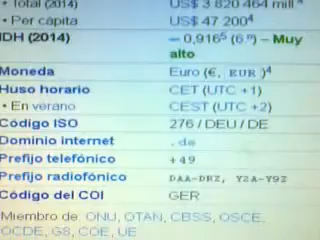 • Total (2014) US$ 3 820 464 mill
• Per cápita US$ 47 200⁴
IDH (2014) 0,916⁵ (6.º) – Muy
alto
Moneda Euro (€, EUR )⁴
Huso horario CET (UTC +1)
• En verano CEST (UTC +2)
Código ISO 276 / DEU / DE
Dominio internet .de
Prefijo telefónico +49
Prefijo radiofónico DAA-DRZ, Y2A-Y9Z
Código del COI GER
Miembro de: ONU, OTAN, CBSS, OSCE,
OCDE, G8, COE, UE